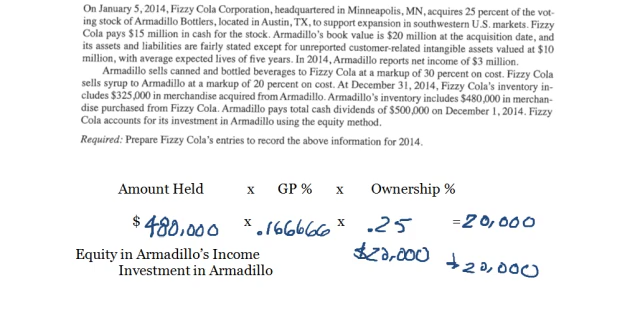 On January 5, 2014, Fizzy Cola Corporation, headquartered in Minneapolis, MN, acquires 25 percent of the vot-
ing stock of Armadillo Bottlers, located in Austin, TX, to support expansion in southwestern U.S. markets. Fizzy
Cola pays $15 million in cash for the stock. Armadillo's book value is $20 million at the acquisition date, and
its assets and liabilities are fairly stated except for unreported customer-related intangible assets valued at $10
million, with average expected lives of five years. In 2014, Armadillo reports net income of $3 million.
Armadillo sells canned and bottled beverages to Fizzy Cola at a markup of 30 percent on cost. Fizzy Cola
sells syrup to Armadillo at a markup of 20 percent on cost. At December 31, 2014, Fizzy Cola's inventory in-
cludes $325,000 in merchandise acquired from Armadillo. Armadillo's inventory includes $480,000 in merchan-
dise purchased from Fizzy Cola. Armadillo pays total cash dividends of $500,000 on December 1, 2014. Fizzy
Cola accounts for its investment in Armadillo using the equity method.
Required: Prepare Fizzy Cola's entries to record the above information for 2014.
Amount Held x GP % x Ownership %
$ 480,000 x .166666 x .25 =20,000
Equity in Armadillo's Income $20,000
Investment in Armadillo $20,000